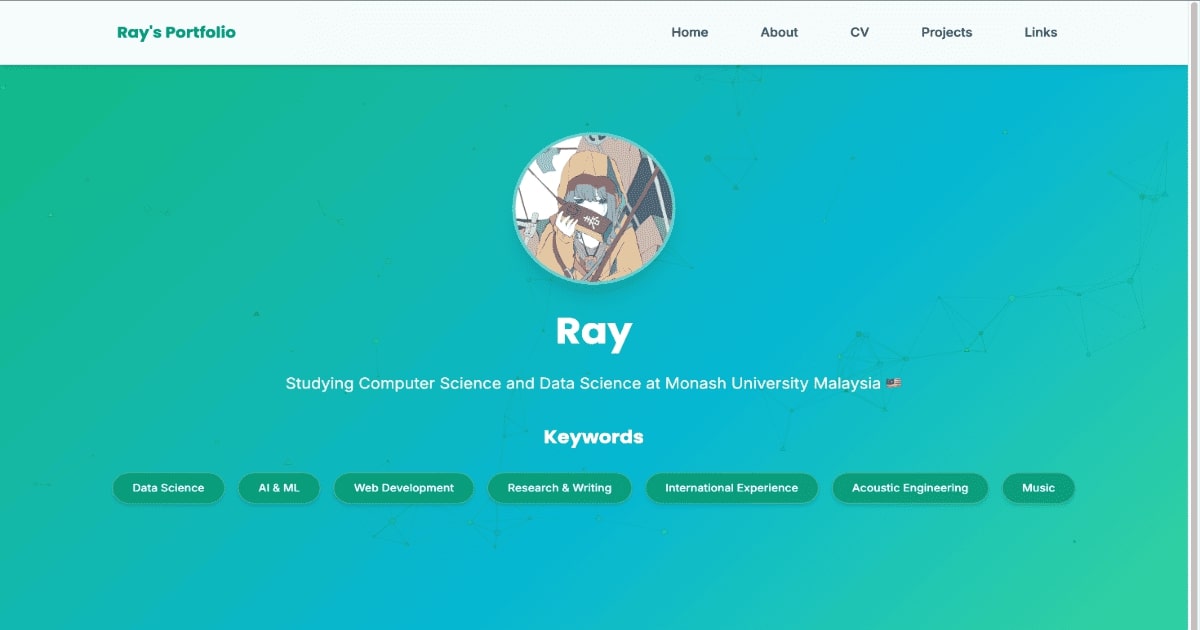 Ray's Portfolio
Home About CV Projects Links
Ray
Studying Computer Science and Data Science at Monash University Malaysia 🇲🇾
Keywords
Data Science AI & ML Web Development Research & Writing International Experience Acoustic Engineering Music